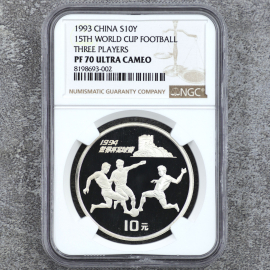 1993 CHINA S10Y
15TH WORLD CUP FOOTBALL
THREE PLAYERS
PF 70 ULTRA CAMEO
8198693-002
NUMISMATIC GUARANTY COMPANY
NGC
1994
10元